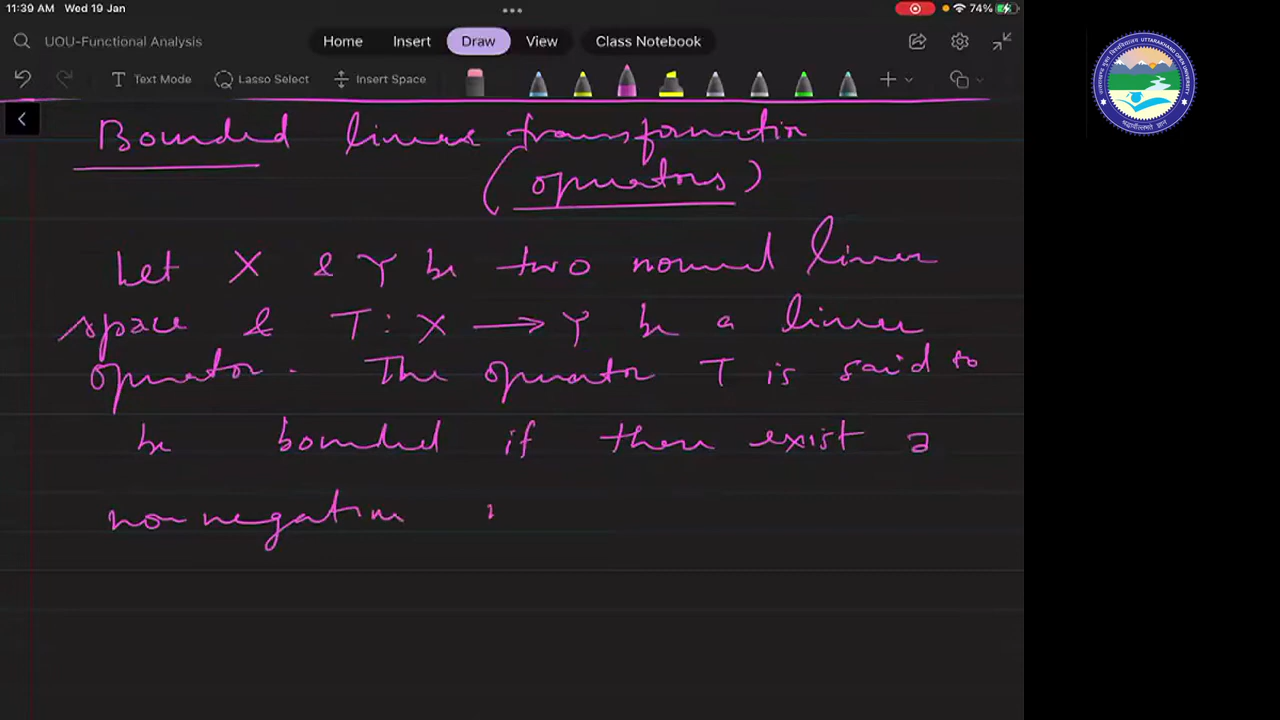 11:39 AM Wed 19 Jan
74%
UOU-Functional Analysis
Home Insert Draw View Class Notebook
Text Mode Lasso Select Insert Space
Bounded linear transformation
(operators)
Let X & Y be two normed linear
space & T: X → Y be a linear
operator. The operator T is said to
be bounded if there exist a
non negative